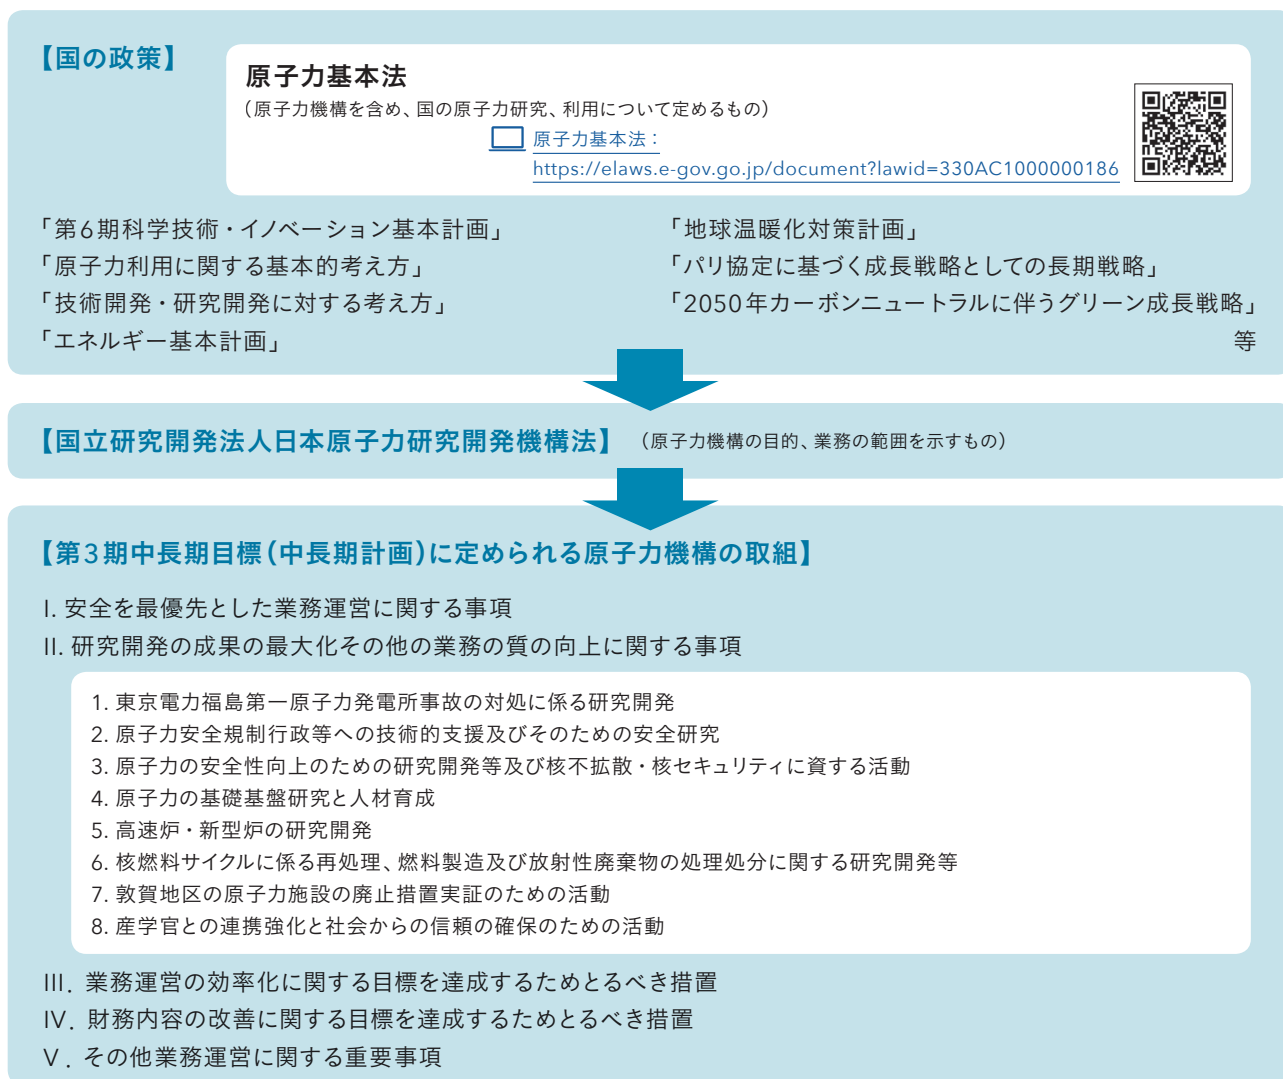 【国の政策】
原子力基本法
（原子力機構を含め、国の原子力研究、利用について定めるもの）
原子力基本法：
https://elaws.e-gov.go.jp/document?lawid=330AC1000000186
「第6期科学技術・イノベーション基本計画」
「原子力利用に関する基本的考え方」
「技術開発・研究開発に対する考え方」
「エネルギー基本計画」
「地球温暖化対策計画」
「パリ協定に基づく成長戦略としての長期戦略」
「2050年カーボンニュートラルに伴うグリーン成長戦略」
等
【国立研究開発法人日本原子力研究開発機構法】 （原子力機構の目的、業務の範囲を示すもの）
【第3期中長期目標（中長期計画）に定められる原子力機構の取組】
I. 安全を最優先とした業務運営に関する事項
II. 研究開発の成果の最大化その他の業務の質の向上に関する事項
1. 東京電力福島第一原子力発電所事故の対処に係る研究開発
2. 原子力安全規制行政等への技術的支援及びそのための安全研究
3. 原子力の安全性向上のための研究開発等及び核不拡散・核セキュリティに資する活動
4. 原子力の基礎基盤研究と人材育成
5. 高速炉・新型炉の研究開発
6. 核燃料サイクルに係る再処理、燃料製造及び放射性廃棄物の処理処分に関する研究開発等
7. 敦賀地区の原子力施設の廃止措置実証のための活動
8. 産学官との連携強化と社会からの信頼の確保のための活動
III. 業務運営の効率化に関する目標を達成するためとるべき措置
IV. 財務内容の改善に関する目標を達成するためとるべき措置
V. その他業務運営に関する重要事項